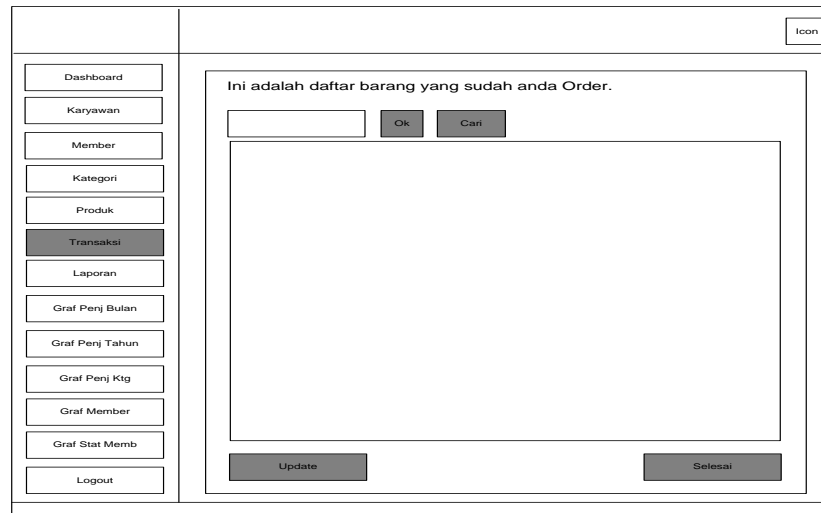 Icon
Dashboard
Karyawan
Member
Kategori
Produk
Transaksi
Laporan
Graf Penj Bulan
Graf Penj Tahun
Graf Penj Ktg
Graf Member
Graf Stat Memb
Logout
Ini adalah daftar barang yang sudah anda Order.
Ok Cari
Update Selesai